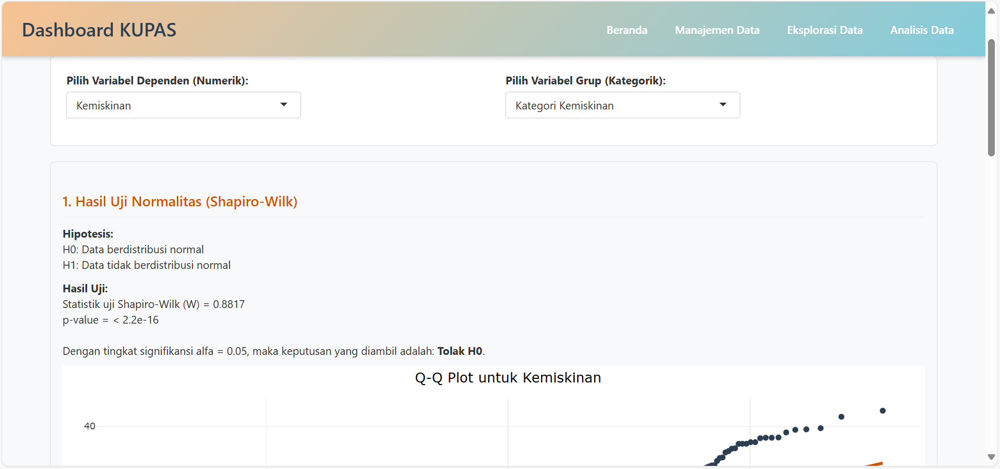 Dashboard KUPAS
Beranda
Manajemen Data
Eksplorasi Data
Analisis Data
Pilih Variabel Dependen (Numerik):
Kemiskinan
Pilih Variabel Grup (Kategorik):
Kategori Kemiskinan
1. Hasil Uji Normalitas (Shapiro-Wilk)
Hipotesis:
H0: Data berdistribusi normal
H1: Data tidak berdistribusi normal
Hasil Uji:
Statistik uji Shapiro-Wilk (W) = 0.8817
p-value = < 2.2e-16
Dengan tingkat signifikansi alfa = 0.05, maka keputusan yang diambil adalah: Tolak H0.
Q-Q Plot untuk Kemiskinan
40